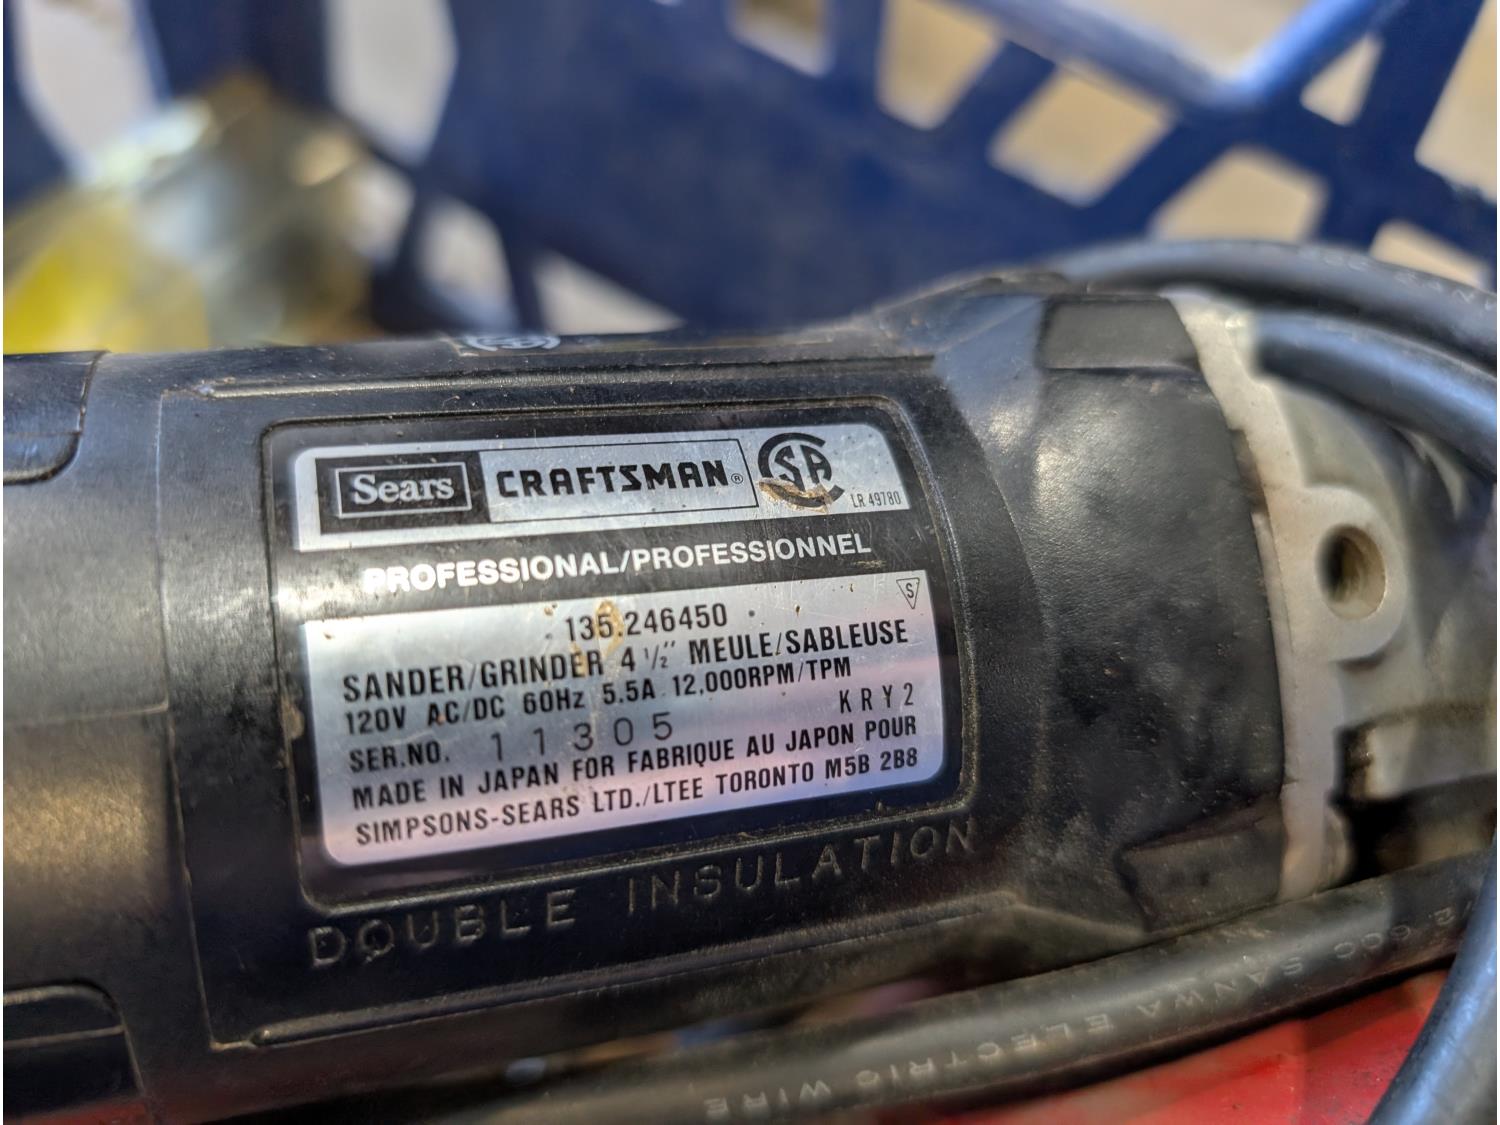 Sears CRAFTSMAN®
LR 49780
PROFESSIONAL/PROFESSIONNEL
S
135.246450
SANDER/GRINDER 4 1/2" MEULE/SABLEUSE
120V AC/DC 60Hz 5.5A 12,000RPM/TPM
SER.NO. 11305 KRY2
MADE IN JAPAN FOR FABRIQUE AU JAPON POUR
SIMPSONS-SEARS LTD./LTEE TORONTO M5B 2B8
DOUBLE INSULATION
SANWA ELECTRIC WIRE